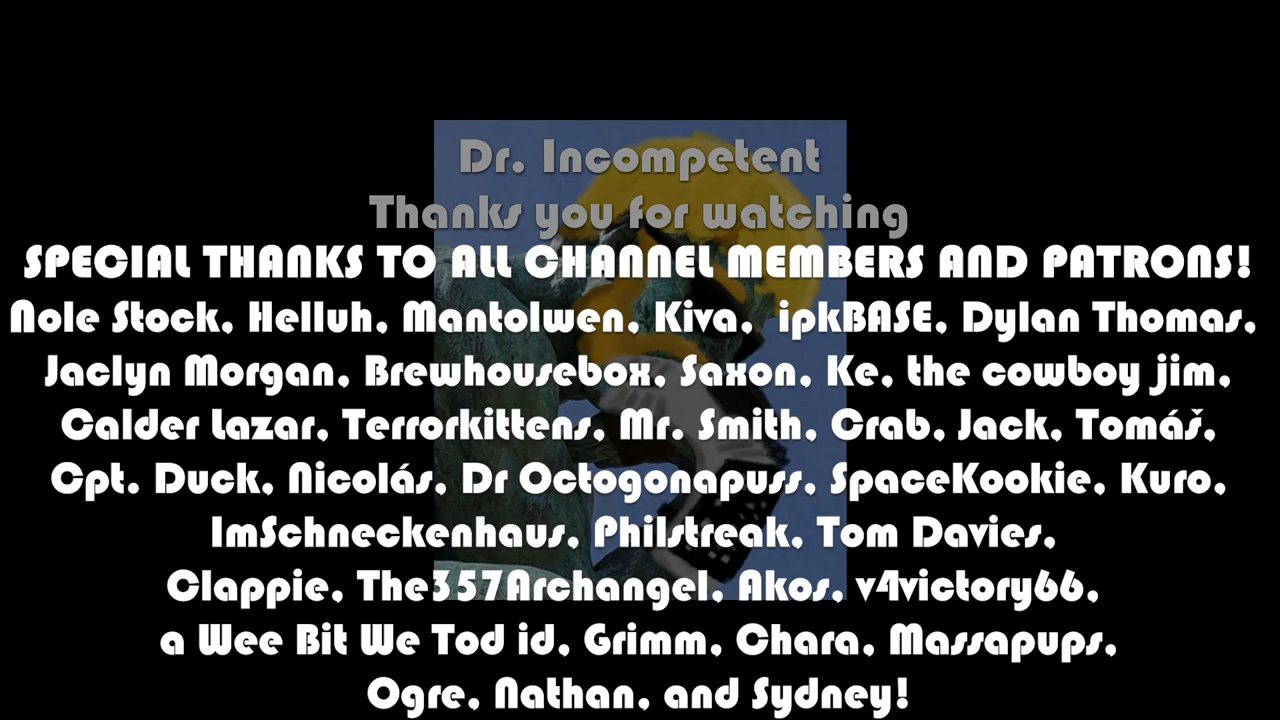 Dr. Incompetent
Thanks you for watching
SPECIAL THANKS TO ALL CHANNEL MEMBERS AND PATRONS!
Nole Stock, Helluh, Mantolwen, Kiva,  ipkBASE, Dylan Thomas,
Jaclyn Morgan, Brewhousebox, Saxon, Ke, the cowboy jim,
Calder Lazar, Terrorkittens, Mr. Smith, Crab, Jack, Tomáš,
Cpt. Duck, Nicolás, Dr Octogonapuss, SpaceKookie, Kuro,
ImSchneckenhaus, Philstreak, Tom Davies,
Clappie, The357Archangel, Akos, v4victory66,
a Wee Bit We Tod id, Grimm, Chara, Massapups,
Ogre, Nathan, and Sydney!